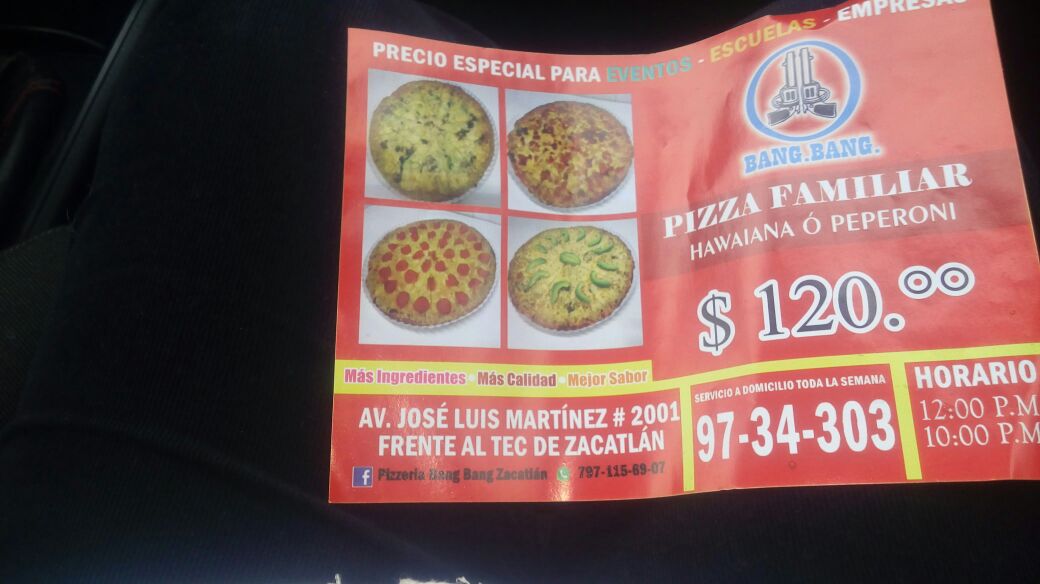 PRECIO ESPECIAL PARA EVENTOS - ESCUELAS - EMPRESAS
BANG.BANG.
PIZZA FAMILIAR
HAWAIANA Ó PEPERONI
$ 120.00
Más Ingredientes - Más Calidad - Mejor Sabor
AV. JOSÉ LUIS MARTÍNEZ # 2001
FRENTE AL TEC DE ZACATLÁN
Pizzeria Bang Bang Zacatlán 797-115-69-07
SERVICIO A DOMICILIO TODA LA SEMANA
97-34-303
HORARIO
12:00 P.M
10:00 P.M